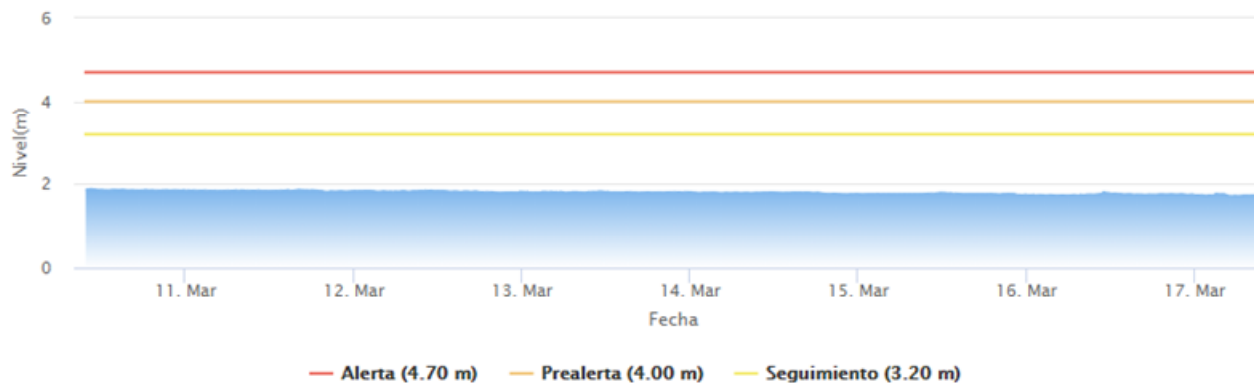 6
4
Nivel(m)
2
0
11. Mar 12. Mar 13. Mar 14. Mar 15. Mar 16. Mar 17. Mar
Fecha
Alerta (4.70 m) Prealerta (4.00 m) Seguimiento (3.20 m)